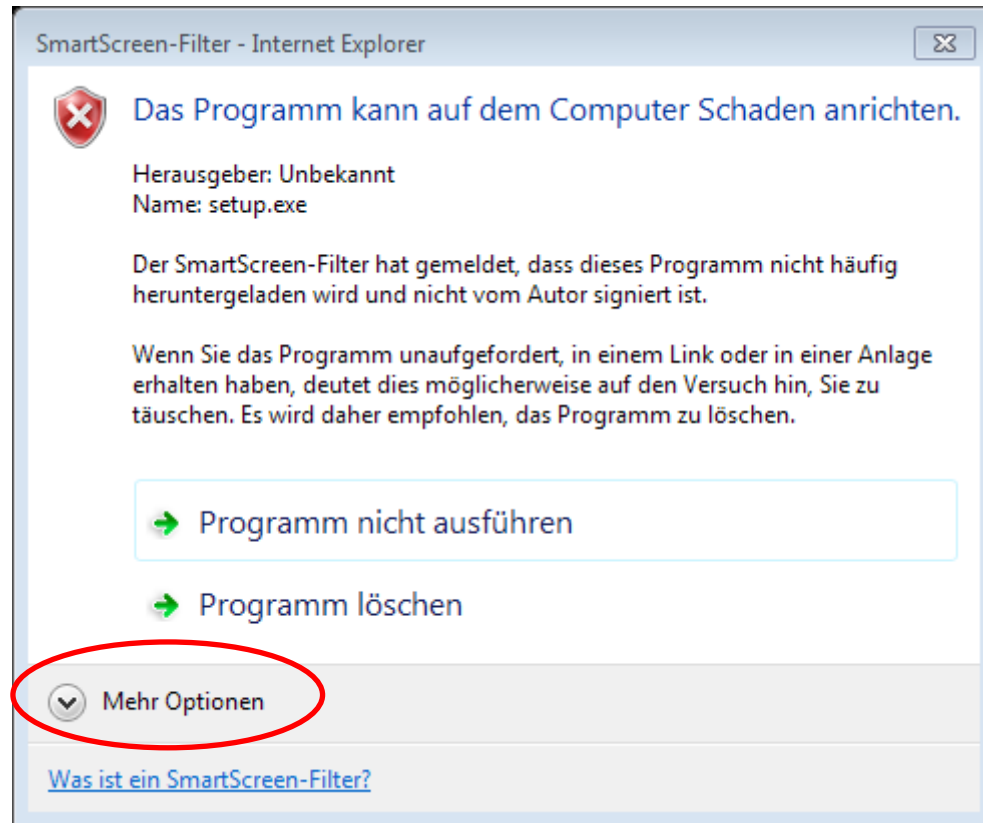 SmartScreen-Filter - Internet Explorer
Das Programm kann auf dem Computer Schaden anrichten.
Herausgeber: Unbekannt
Name: setup.exe
Der SmartScreen-Filter hat gemeldet, dass dieses Programm nicht häufig
heruntergeladen wird und nicht vom Autor signiert ist.
Wenn Sie das Programm unaufgefordert, in einem Link oder in einer Anlage
erhalten haben, deutet dies möglicherweise auf den Versuch hin, Sie zu
täuschen. Es wird daher empfohlen, das Programm zu löschen.
Programm nicht ausführen
Programm löschen
Mehr Optionen
Was ist ein SmartScreen-Filter?